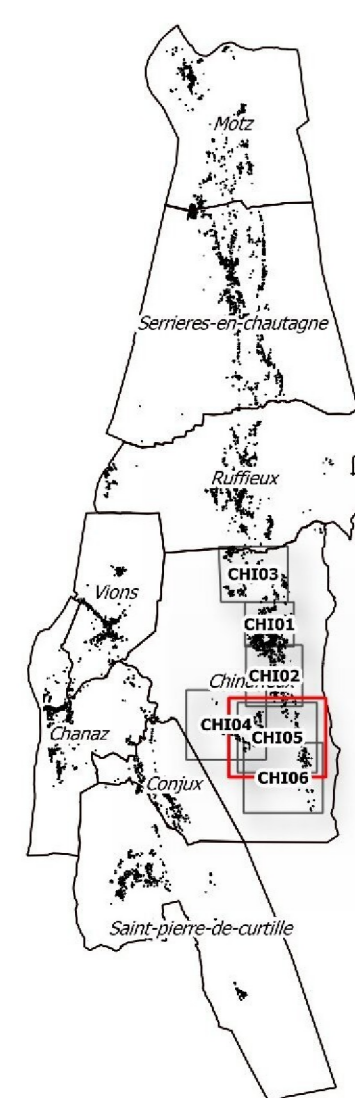 Motz
Serrieres-en-chautagne
Ruffieux
CHI03
Vions
CHI01
CHI02
CHI04
Chanaz
CHI05
Conjux
CHI06
Saint-pierre-de-curtille